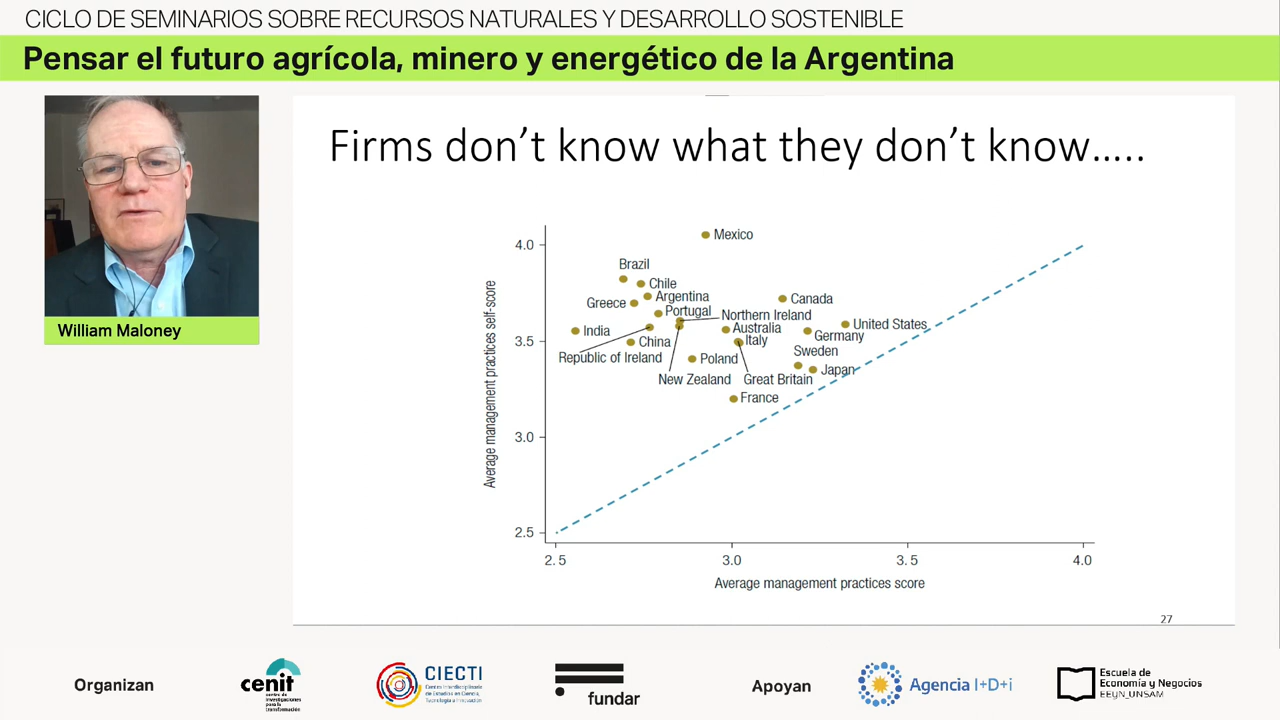 CICLO DE SEMINARIOS SOBRE RECURSOS NATURALES Y DESARROLLO SOSTENIBLE
Pensar el futuro agrícola, minero y energético de la Argentina
William Maloney
Firms don’t know what they don’t know…..
Average management practices self-score
4.0
3.5
3.0
2.5
Mexico
Brazil
Chile
Argentina
Greece
Portugal
Northern Ireland
Canada
India
China
Australia
Italy
Germany
United States
Republic of Ireland
Poland
Sweden
New Zealand
Great Britain
Japan
France
2.5
3.0
3.5
4.0
Average management practices score
27
Organizan
cenit
centro de
investigaciones
para la
transformación
CIECTI
Centro Interdisciplinario
de Estudios en Ciencia,
Tecnología e Innovación
fundar
Apoyan
Agencia I+D+i
Escuela de
Economía y Negocios
EEYN_UNSAM